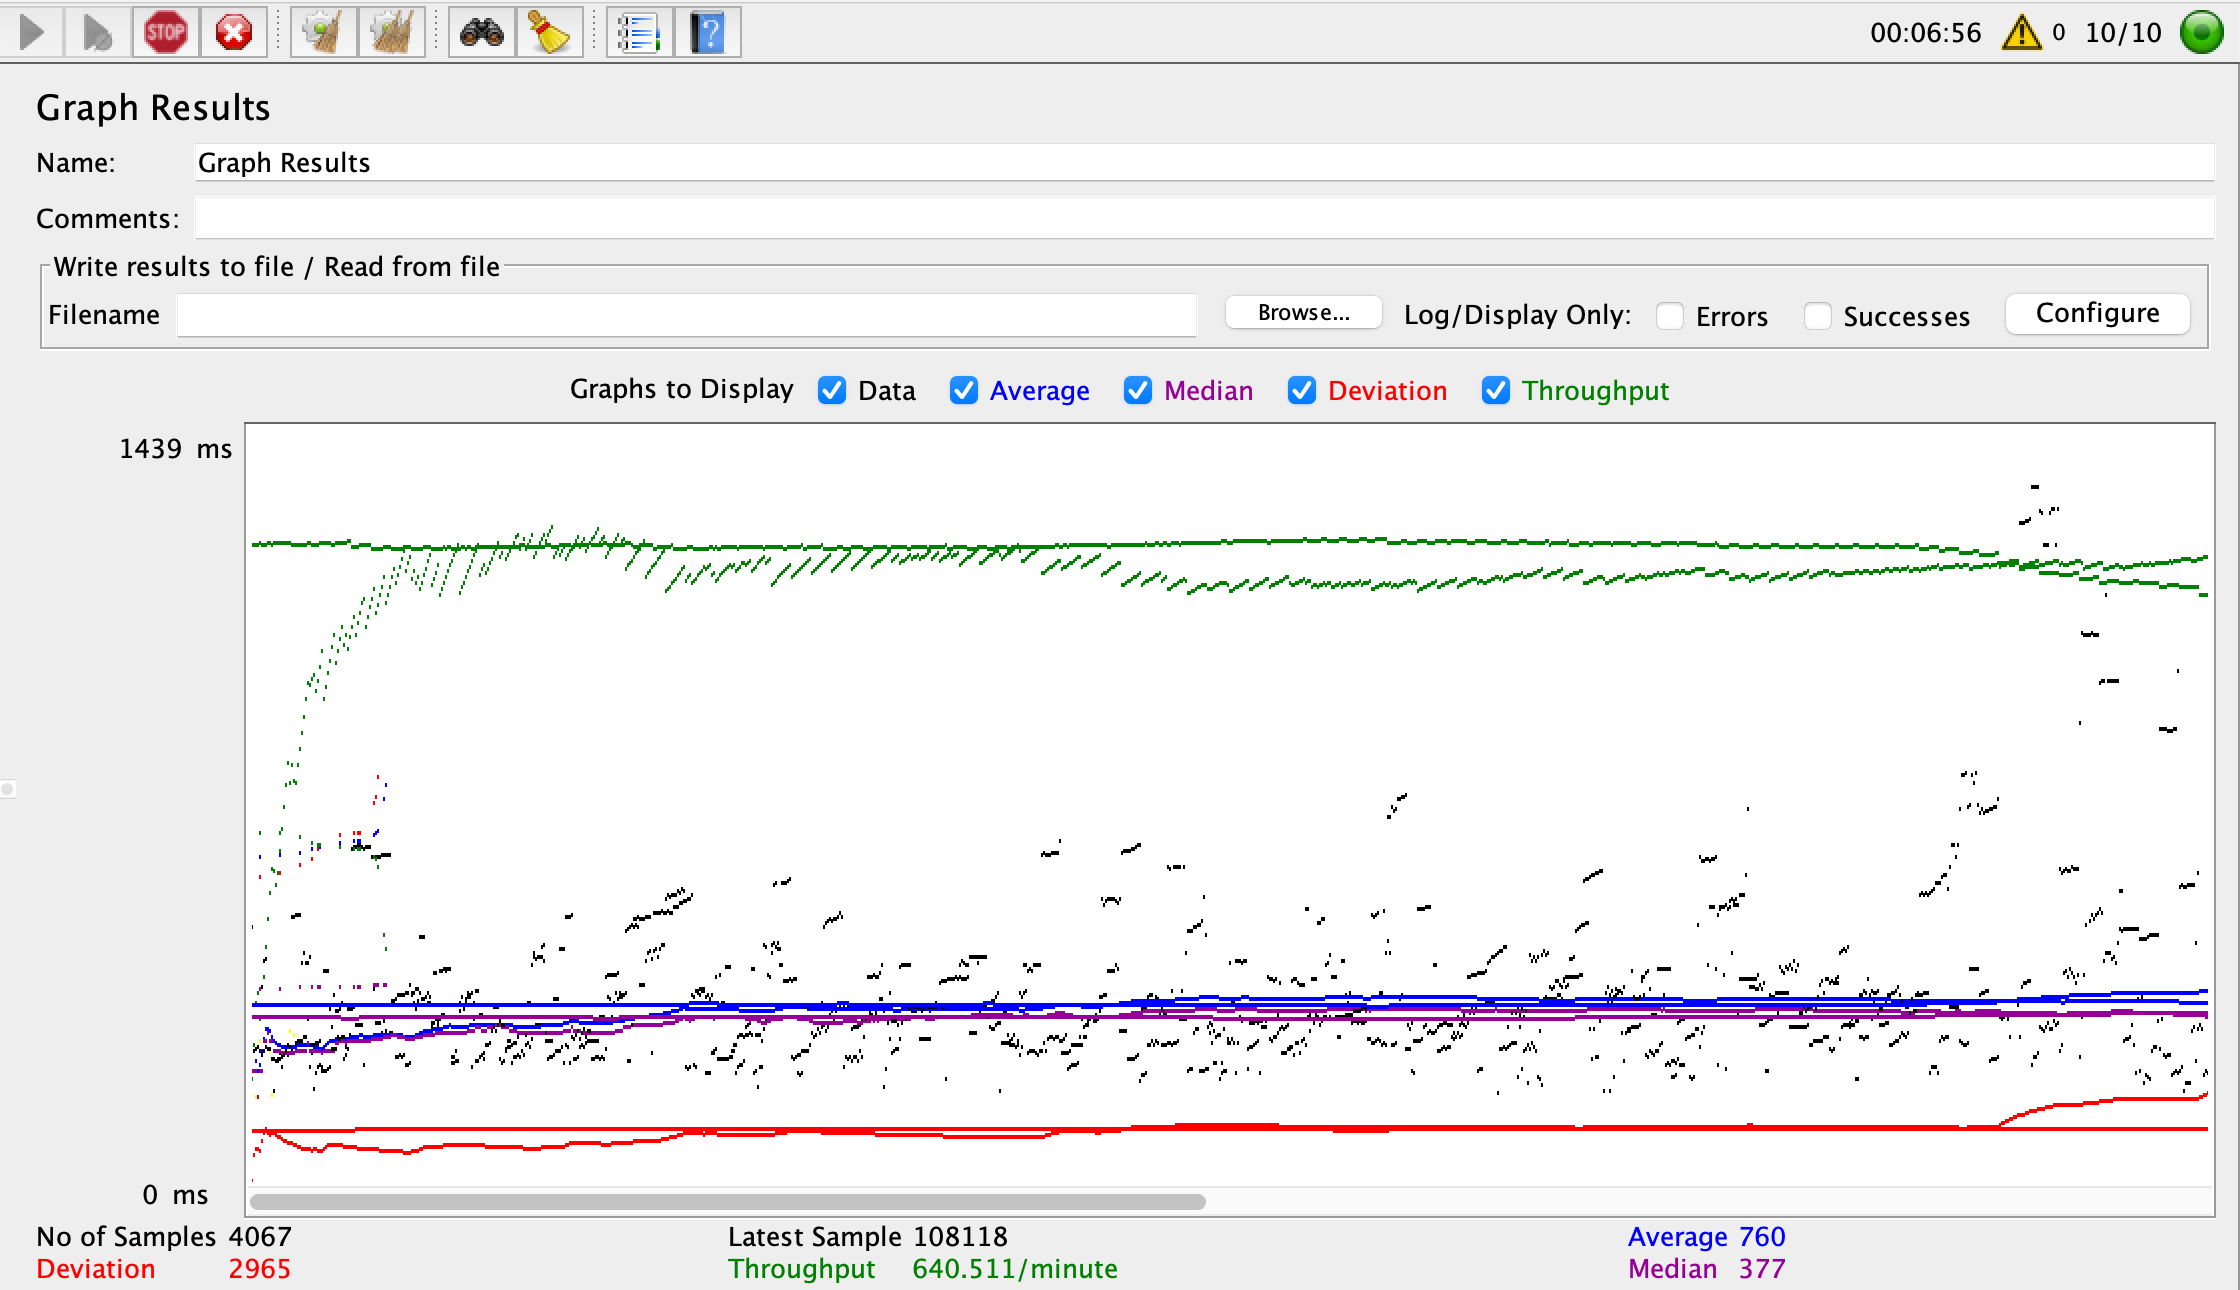 STOP
00:06:56 0 10/10
Graph Results
Name: Graph Results
Comments:
Write results to file / Read from file
Filename Browse... Log/Display Only: Errors Successes Configure
Graphs to Display Data Average Median Deviation Throughput
1439 ms
0 ms
No of Samples 4067 Latest Sample 108118 Average 760
Deviation 2965 Throughput 640.511/minute Median 377